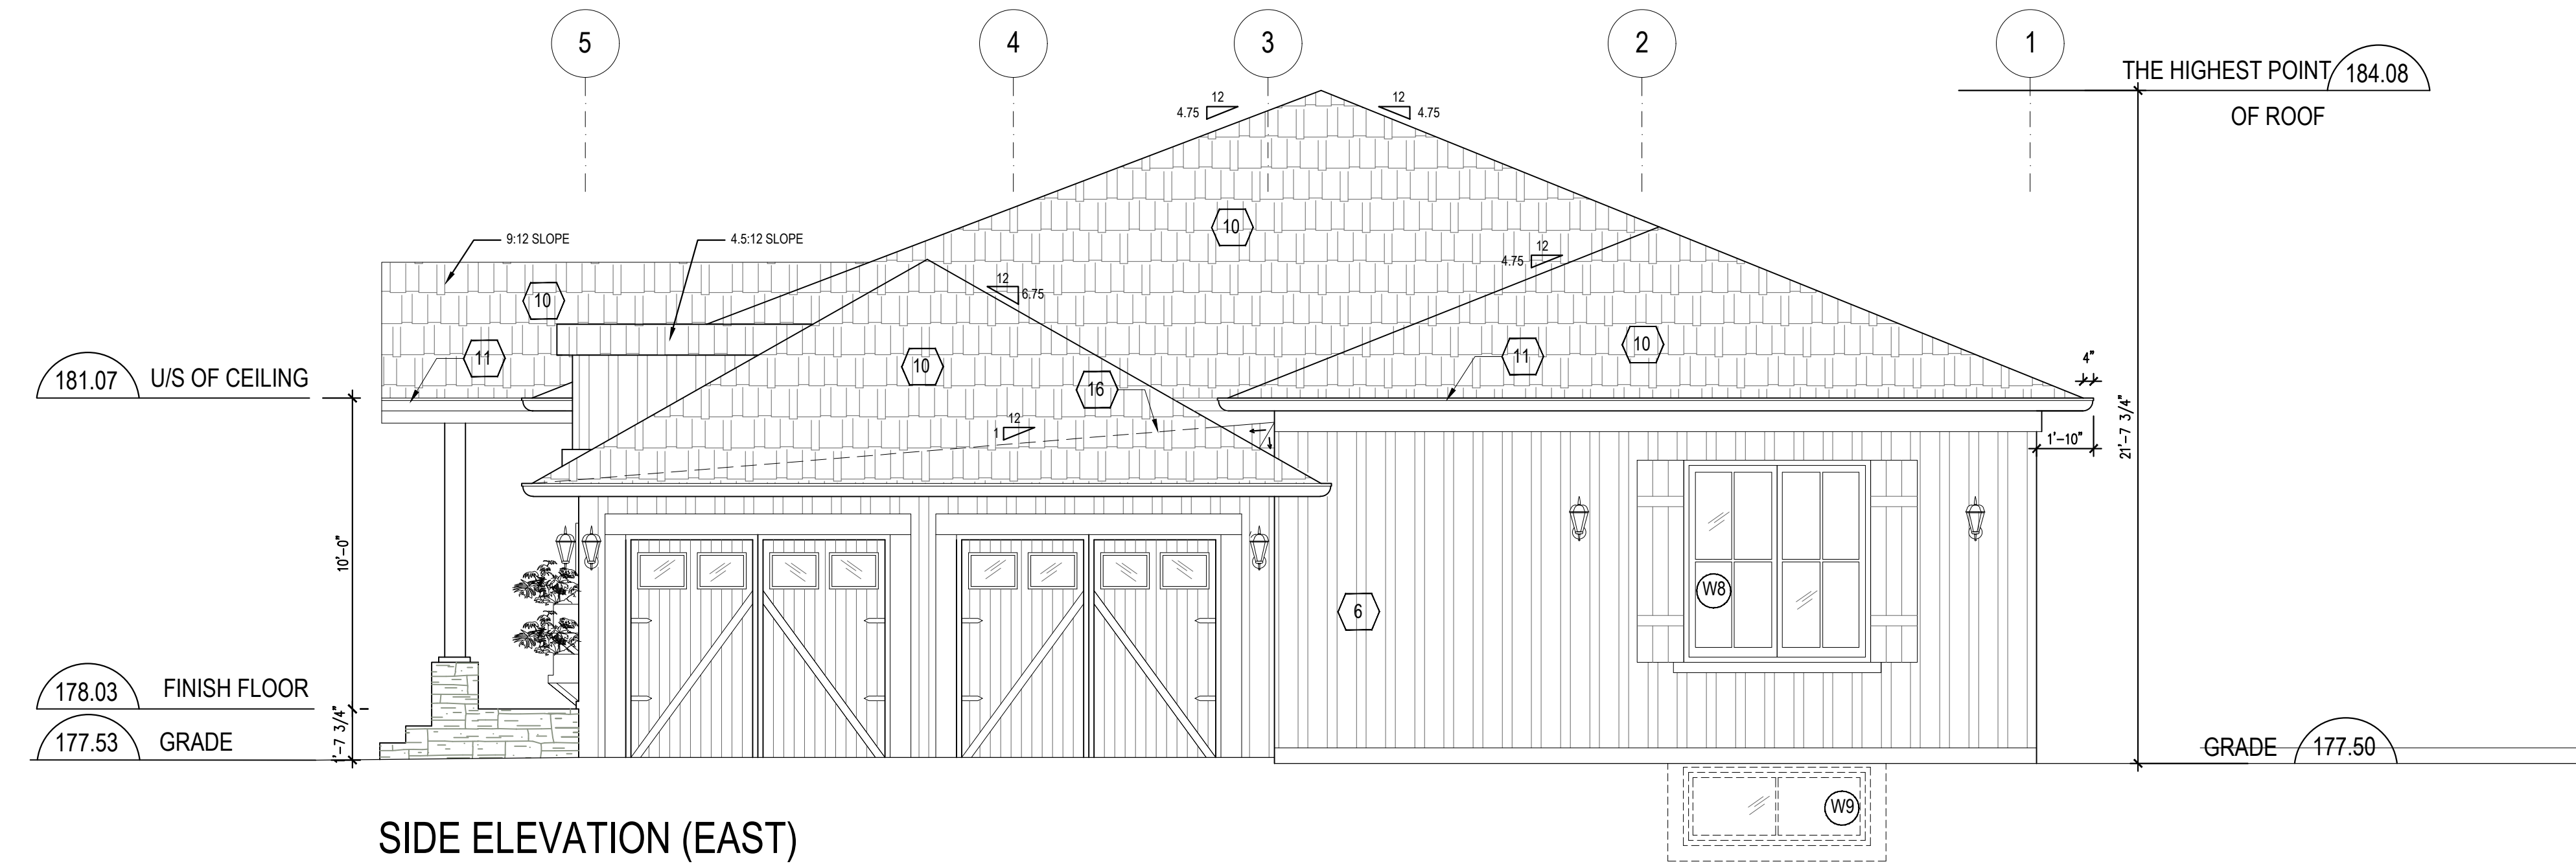 5
4
3
2
1
THE HIGHEST POINT 184.08
OF ROOF
12
4.75
12
4.75
10
9:12 SLOPE
4.5:12 SLOPE
12
4.75
12
6.75
10
11
10
16
11
10
4"
181.07 U/S OF CEILING
12
1
1'-10"
21'-7 3/4"
10'-0"
W8
6
178.03 FINISH FLOOR
1'-7 3/4"
177.53 GRADE
GRADE 177.50
W9
SIDE ELEVATION (EAST)